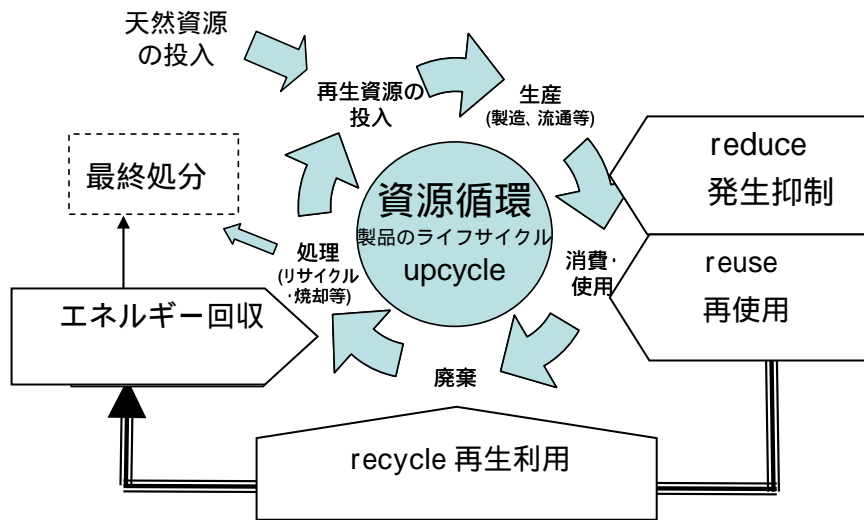 天然資源
の投入
再生資源の
投入
生産
(製造、流通等)
reduce
発生抑制
最終処分
資源循環
製品のライフサイクル
upcycle
処理
(リサイクル
・焼却等)
消費・
使用
reuse
再使用
エネルギー回収
廃棄
recycle 再生利用